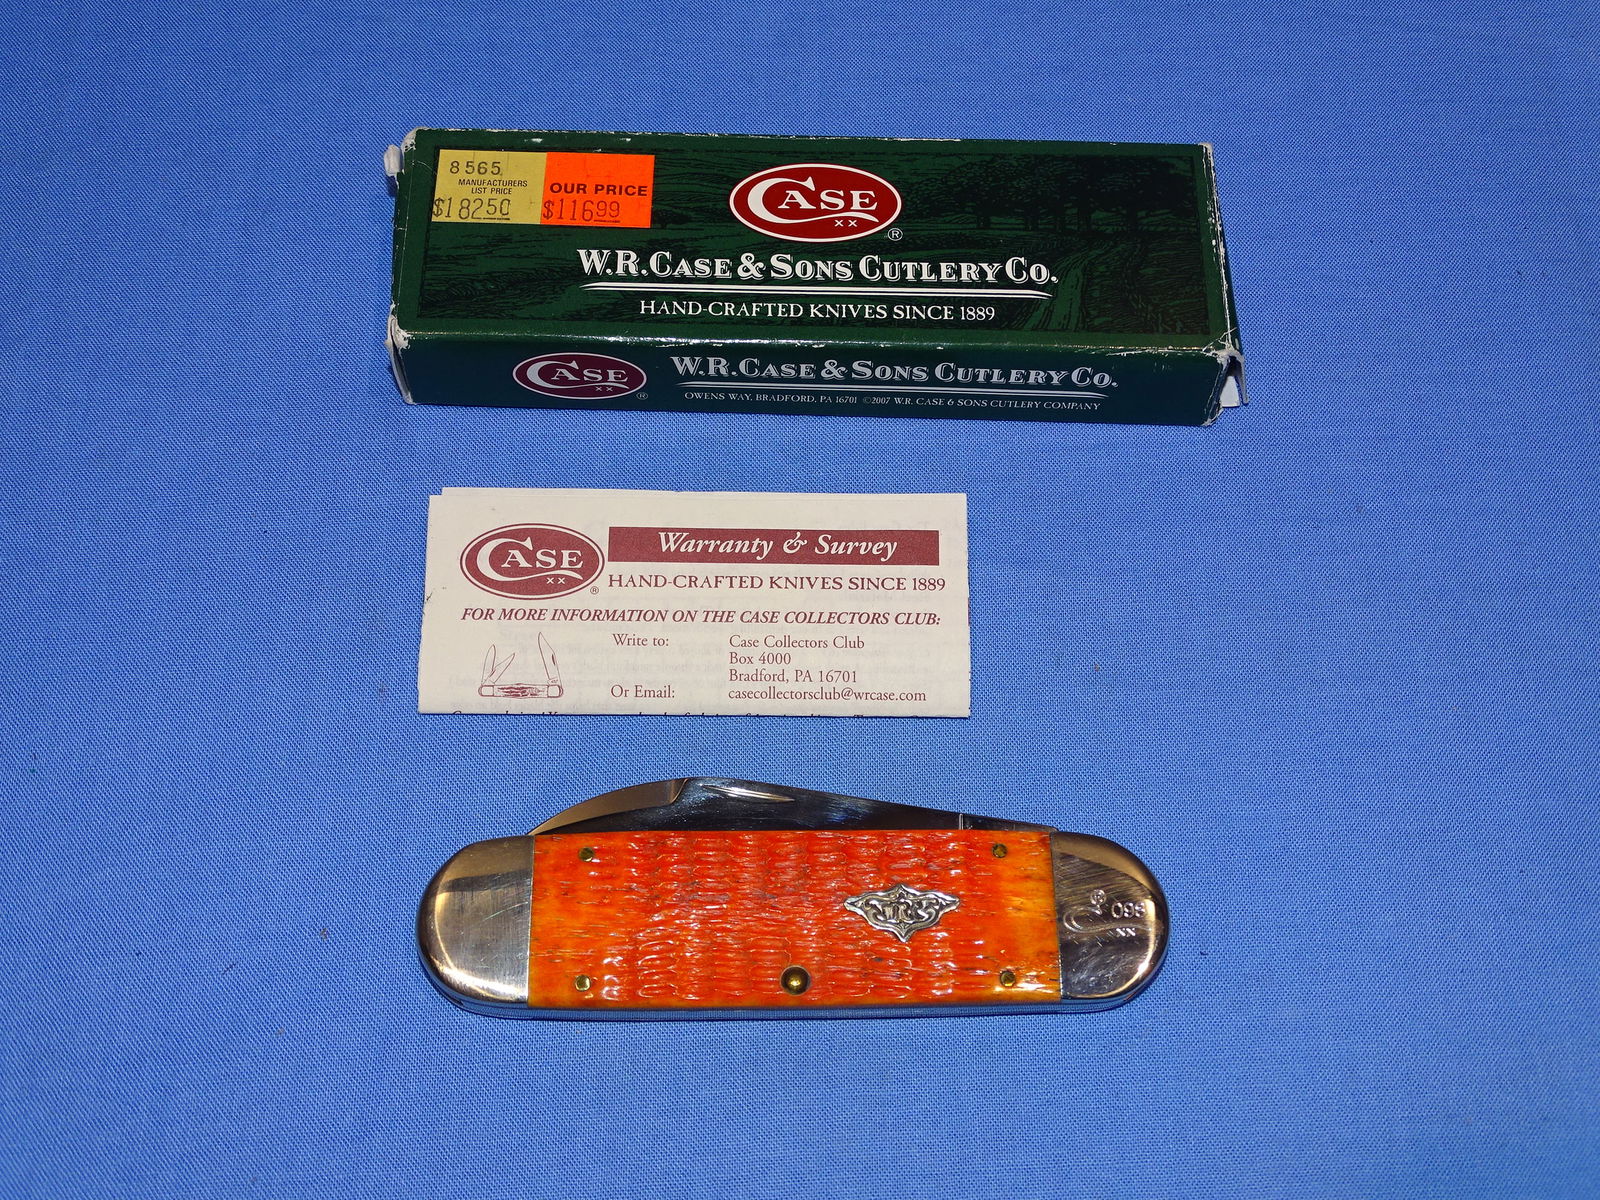 8565
MANUFACTURERS
LIST PRICE
$18250
OUR PRICE
$11699
CASE
XX
®
W.R. CASE & SONS CUTLERY CO.
HAND-CRAFTED KNIVES SINCE 1889
CASE
XX
®
W.R. CASE & SONS CUTLERY CO.
OWENS WAY, BRADFORD, PA 16701 ©2007 W.R. CASE & SONS CUTLERY COMPANY
CASE
XX
®
Warranty & Survey
HAND-CRAFTED KNIVES SINCE 1889
FOR MORE INFORMATION ON THE CASE COLLECTORS CLUB:
Write to: Case Collectors Club
Box 4000
Bradford, PA 16701
Or Email: casecollectorsclub@wrcase.com
096
XX